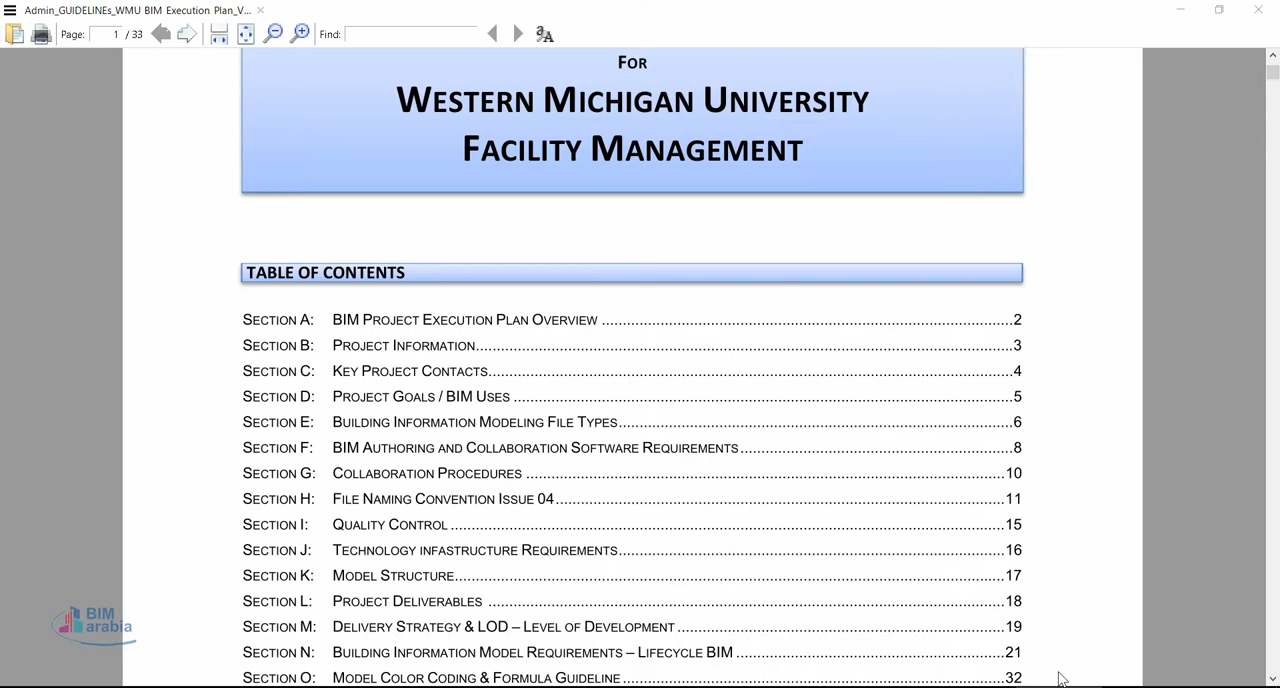 Admin_GUIDELINEs_WMU BIM Execution Plan_V...
Page: 1 / 33 Find:
FOR
WESTERN MICHIGAN UNIVERSITY
FACILITY MANAGEMENT
TABLE OF CONTENTS
SECTION A: BIM PROJECT EXECUTION PLAN OVERVIEW ........ 2
SECTION B: PROJECT INFORMATION........ 3
SECTION C: KEY PROJECT CONTACTS........ 4
SECTION D: PROJECT GOALS / BIM USES ........ 5
SECTION E: BUILDING INFORMATION MODELING FILE TYPES........ 6
SECTION F: BIM AUTHORING AND COLLABORATION SOFTWARE REQUIREMENTS........ 8
SECTION G: COLLABORATION PROCEDURES ........ 10
SECTION H: FILE NAMING CONVENTION ISSUE 04........ 11
SECTION I: QUALITY CONTROL ........ 15
SECTION J: TECHNOLOGY INFASTRUCTURE REQUIREMENTS........ 16
SECTION K: MODEL STRUCTURE........ 17
SECTION L: PROJECT DELIVERABLES ........ 18
SECTION M: DELIVERY STRATEGY & LOD – LEVEL OF DEVELOPMENT ........ 19
SECTION N: BUILDING INFORMATION MODEL REQUIREMENTS – LIFECYCLE BIM ........ 21
SECTION O: MODEL COLOR CODING & FORMULA GUIDELINE........ 32
BIM
arabia